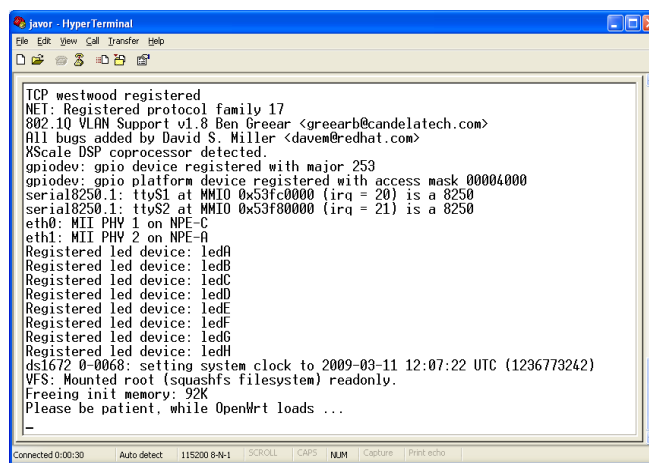 javor - HyperTerminal
File Edit View Call Transfer Help
TCP westwood registered
NET: Registered protocol family 17
802.1Q VLAN Support v1.8 Ben Greear <greearb@candelatech.com>
All bugs added by David S. Miller <davem@redhat.com>
XScale DSP coprocessor detected.
gpiodev: gpio device registered with major 253
gpiodev: gpio platform device registered with access mask 00004000
serial8250.1: ttyS1 at MMIO 0x53fc0000 (irq = 20) is a 8250
serial8250.1: ttyS2 at MMIO 0x53f80000 (irq = 21) is a 8250
eth0: MII PHY 1 on NPE-C
eth1: MII PHY 2 on NPE-A
Registered led device: ledA
Registered led device: ledB
Registered led device: ledC
Registered led device: ledD
Registered led device: ledE
Registered led device: ledF
Registered led device: ledG
Registered led device: ledH
ds1672 0-0068: setting system clock to 2009-03-11 12:07:22 UTC (1236773242)
VFS: Mounted root (squashfs filesystem) readonly.
Freeing init memory: 92K
Please be patient, while OpenWrt loads ...
_
Connected 0:00:30 Auto detect 115200 8-N-1 SCROLL CAPS NUM Capture Print echo